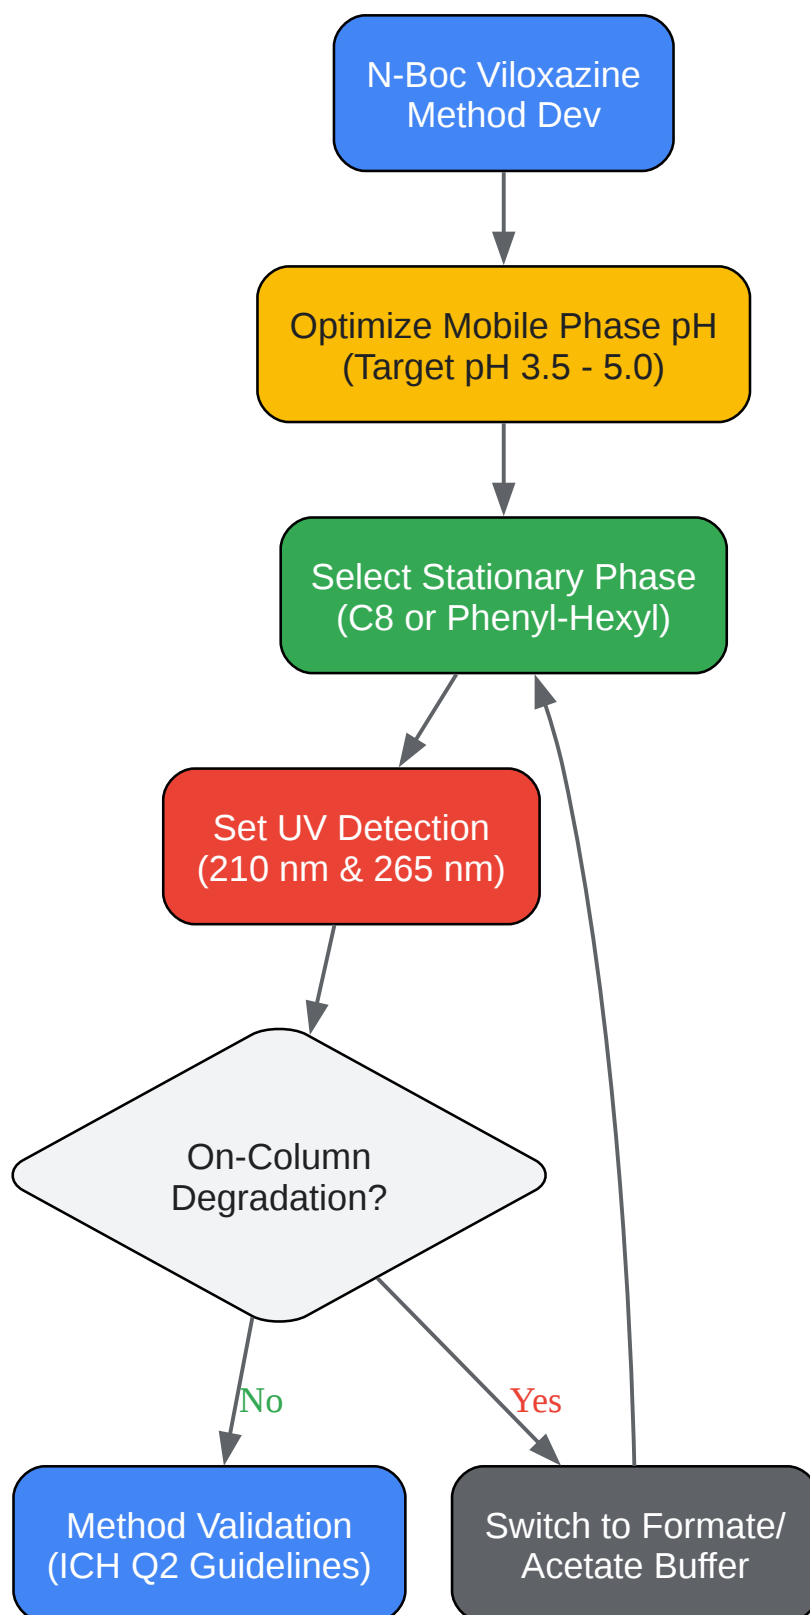 N-Boc Viloxazine
Method Dev
Optimize Mobile Phase pH
(Target pH 3.5 - 5.0)
Select Stationary Phase
(C8 or Phenyl-Hexyl)
Set UV Detection
(210 nm & 265 nm)
On-Column
Degradation?
No
Yes
Method Validation
(ICH Q2 Guidelines)
Switch to Formate/
Acetate Buffer